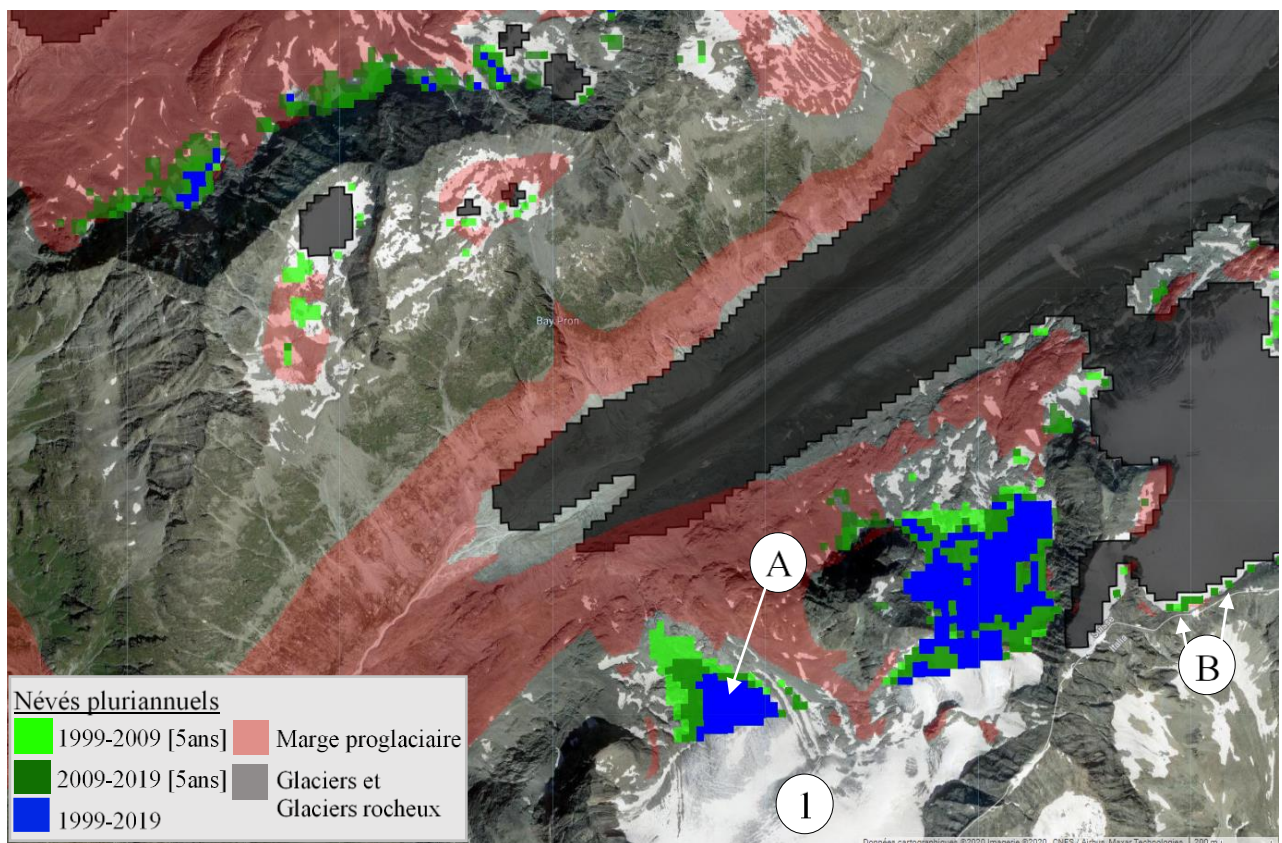 Bay Pron
A
B
1
Névés pluriannuels
1999-2009 [5ans]
Marge proglaciaire
2009-2019 [5ans]
Glaciers et
Glaciers rocheux
1999-2019
Données cartographiques ©2020 Imagerie ©2020, CNES / Airbus, Maxar Technologies 200 m